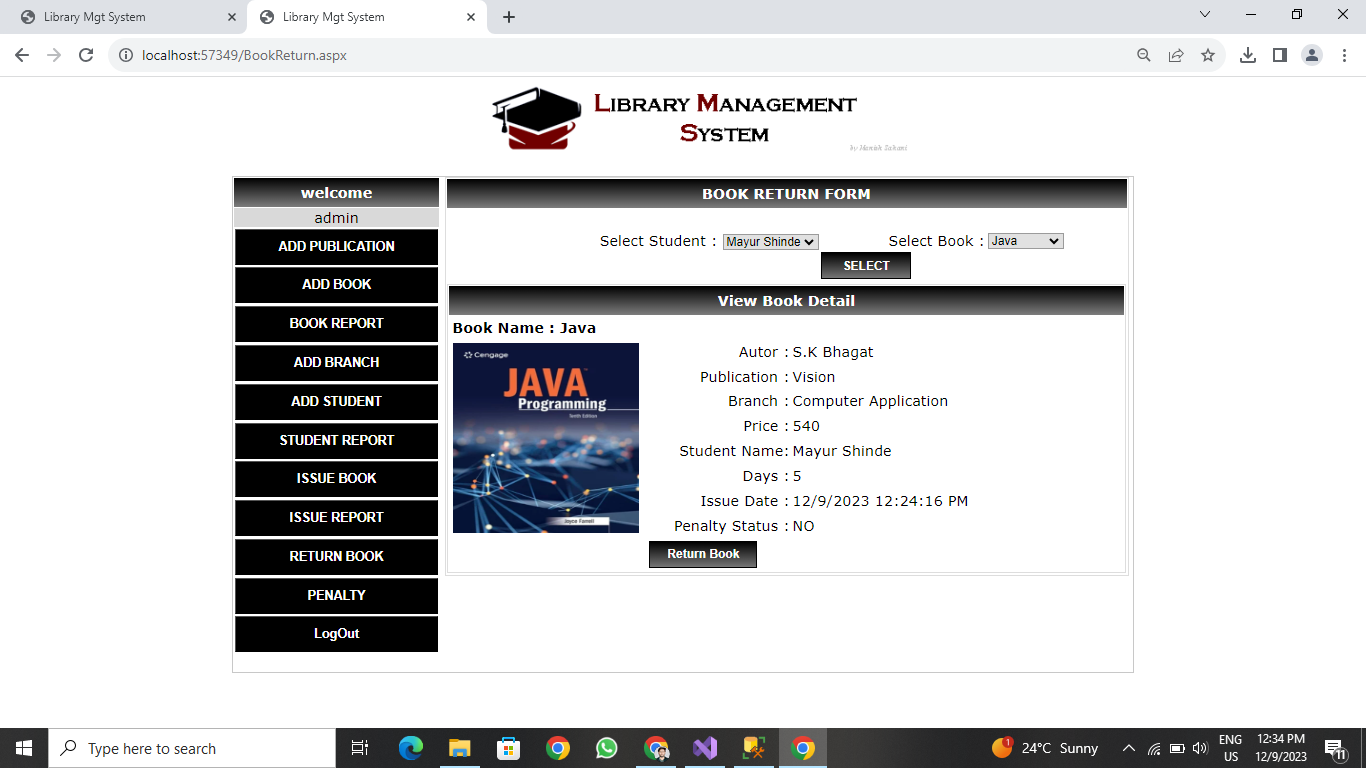 Library Mgt System
Library Mgt System
localhost:57349/BookReturn.aspx
LIBRARY MANAGEMENT
SYSTEM
welcome
admin
ADD PUBLICATION
ADD BOOK
BOOK REPORT
ADD BRANCH
ADD STUDENT
STUDENT REPORT
ISSUE BOOK
ISSUE REPORT
RETURN BOOK
PENALTY
LogOut
BOOK RETURN FORM
Select Student : Mayur Shinde Select Book : Java
SELECT
View Book Detail
Book Name : Java
Cengage
JAVA
Programming
Tenth Edition
Joyce Farrell
Autor : S.K Bhagat
Publication : Vision
Branch : Computer Application
Price : 540
Student Name: Mayur Shinde
Days : 5
Issue Date : 12/9/2023 12:24:16 PM
Penalty Status : NO
Return Book
Type here to search
1
24°C Sunny
ENG
US
12:34 PM
12/9/2023
11